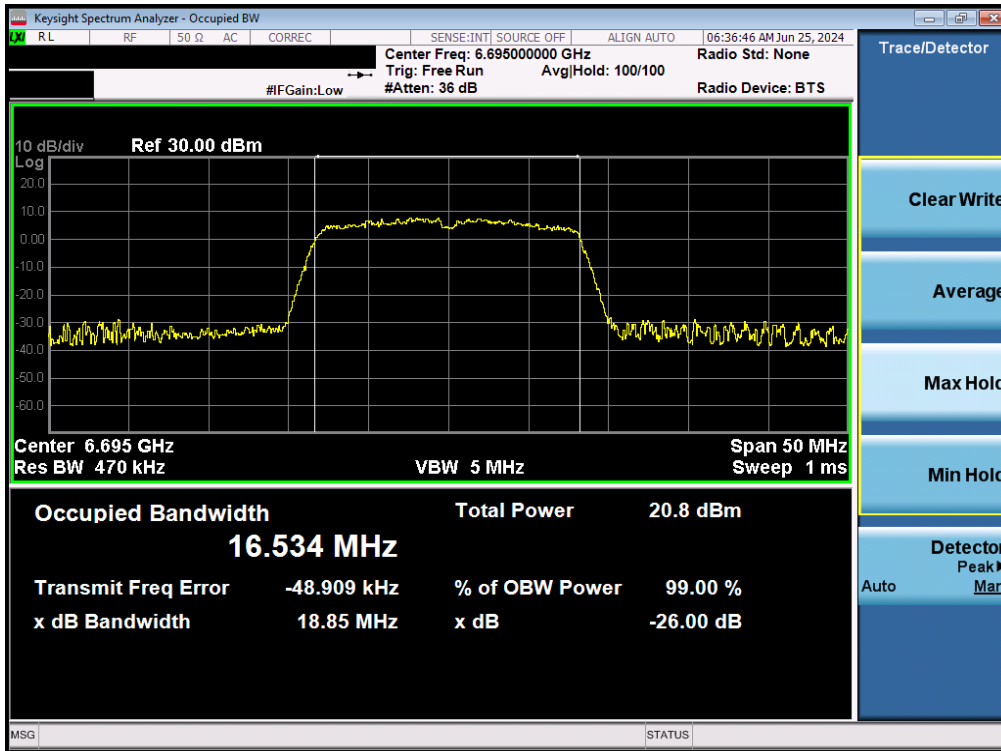 Keysight Spectrum Analyzer - Occupied BW
LXI RL RF 50 Ω AC CORREC SENSE:INT SOURCE OFF ALIGN AUTO 06:36:46 AM Jun 25, 2024
Center Freq: 6.695000000 GHz Radio Std: None
Trig: Free Run Avg|Hold: 100/100
#IFGain:Low #Atten: 36 dB Radio Device: BTS
Trace/Detector
10 dB/div Ref 30.00 dBm
Log
20.0
10.0
0.00
-10.0
-20.0
-30.0
-40.0
-50.0
-60.0
Center 6.695 GHz Span 50 MHz
Res BW 470 kHz VBW 5 MHz Sweep 1 ms
Occupied Bandwidth Total Power 20.8 dBm
16.534 MHz
Transmit Freq Error -48.909 kHz % of OBW Power 99.00 %
x dB Bandwidth 18.85 MHz x dB -26.00 dB
Clear Write
Average
Max Hold
Min Hold
Detector
Peak
Auto Man
MSG STATUS